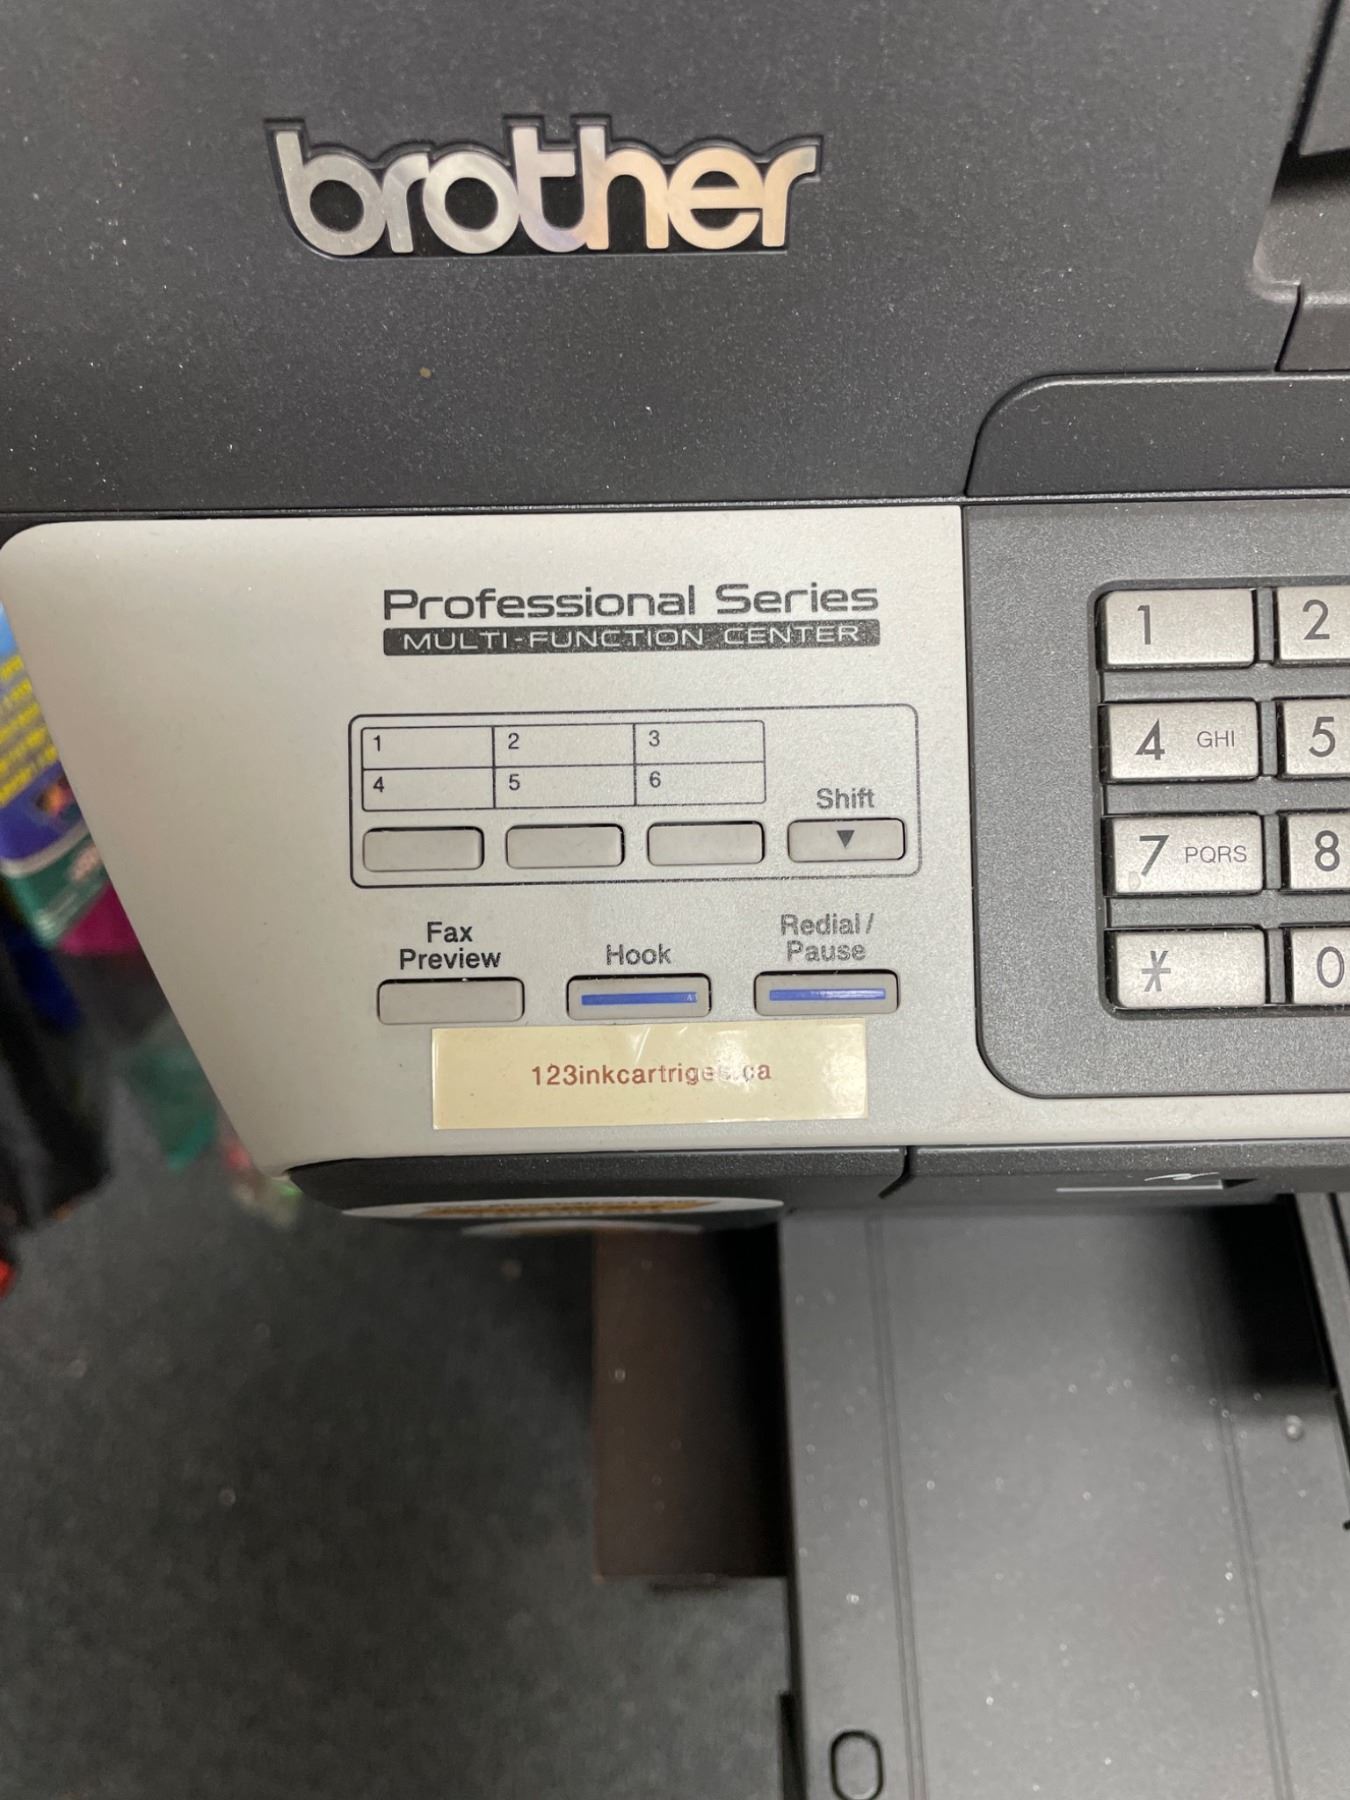 brother
Professional Series
MULTI-FUNCTION CENTER
1 2 3
4 5 6
Shift
Fax
Preview
Hook
Redial/
Pause
123inkcartriges.ca
1 2
4 GHI 5
7 PQRS 8
* 0